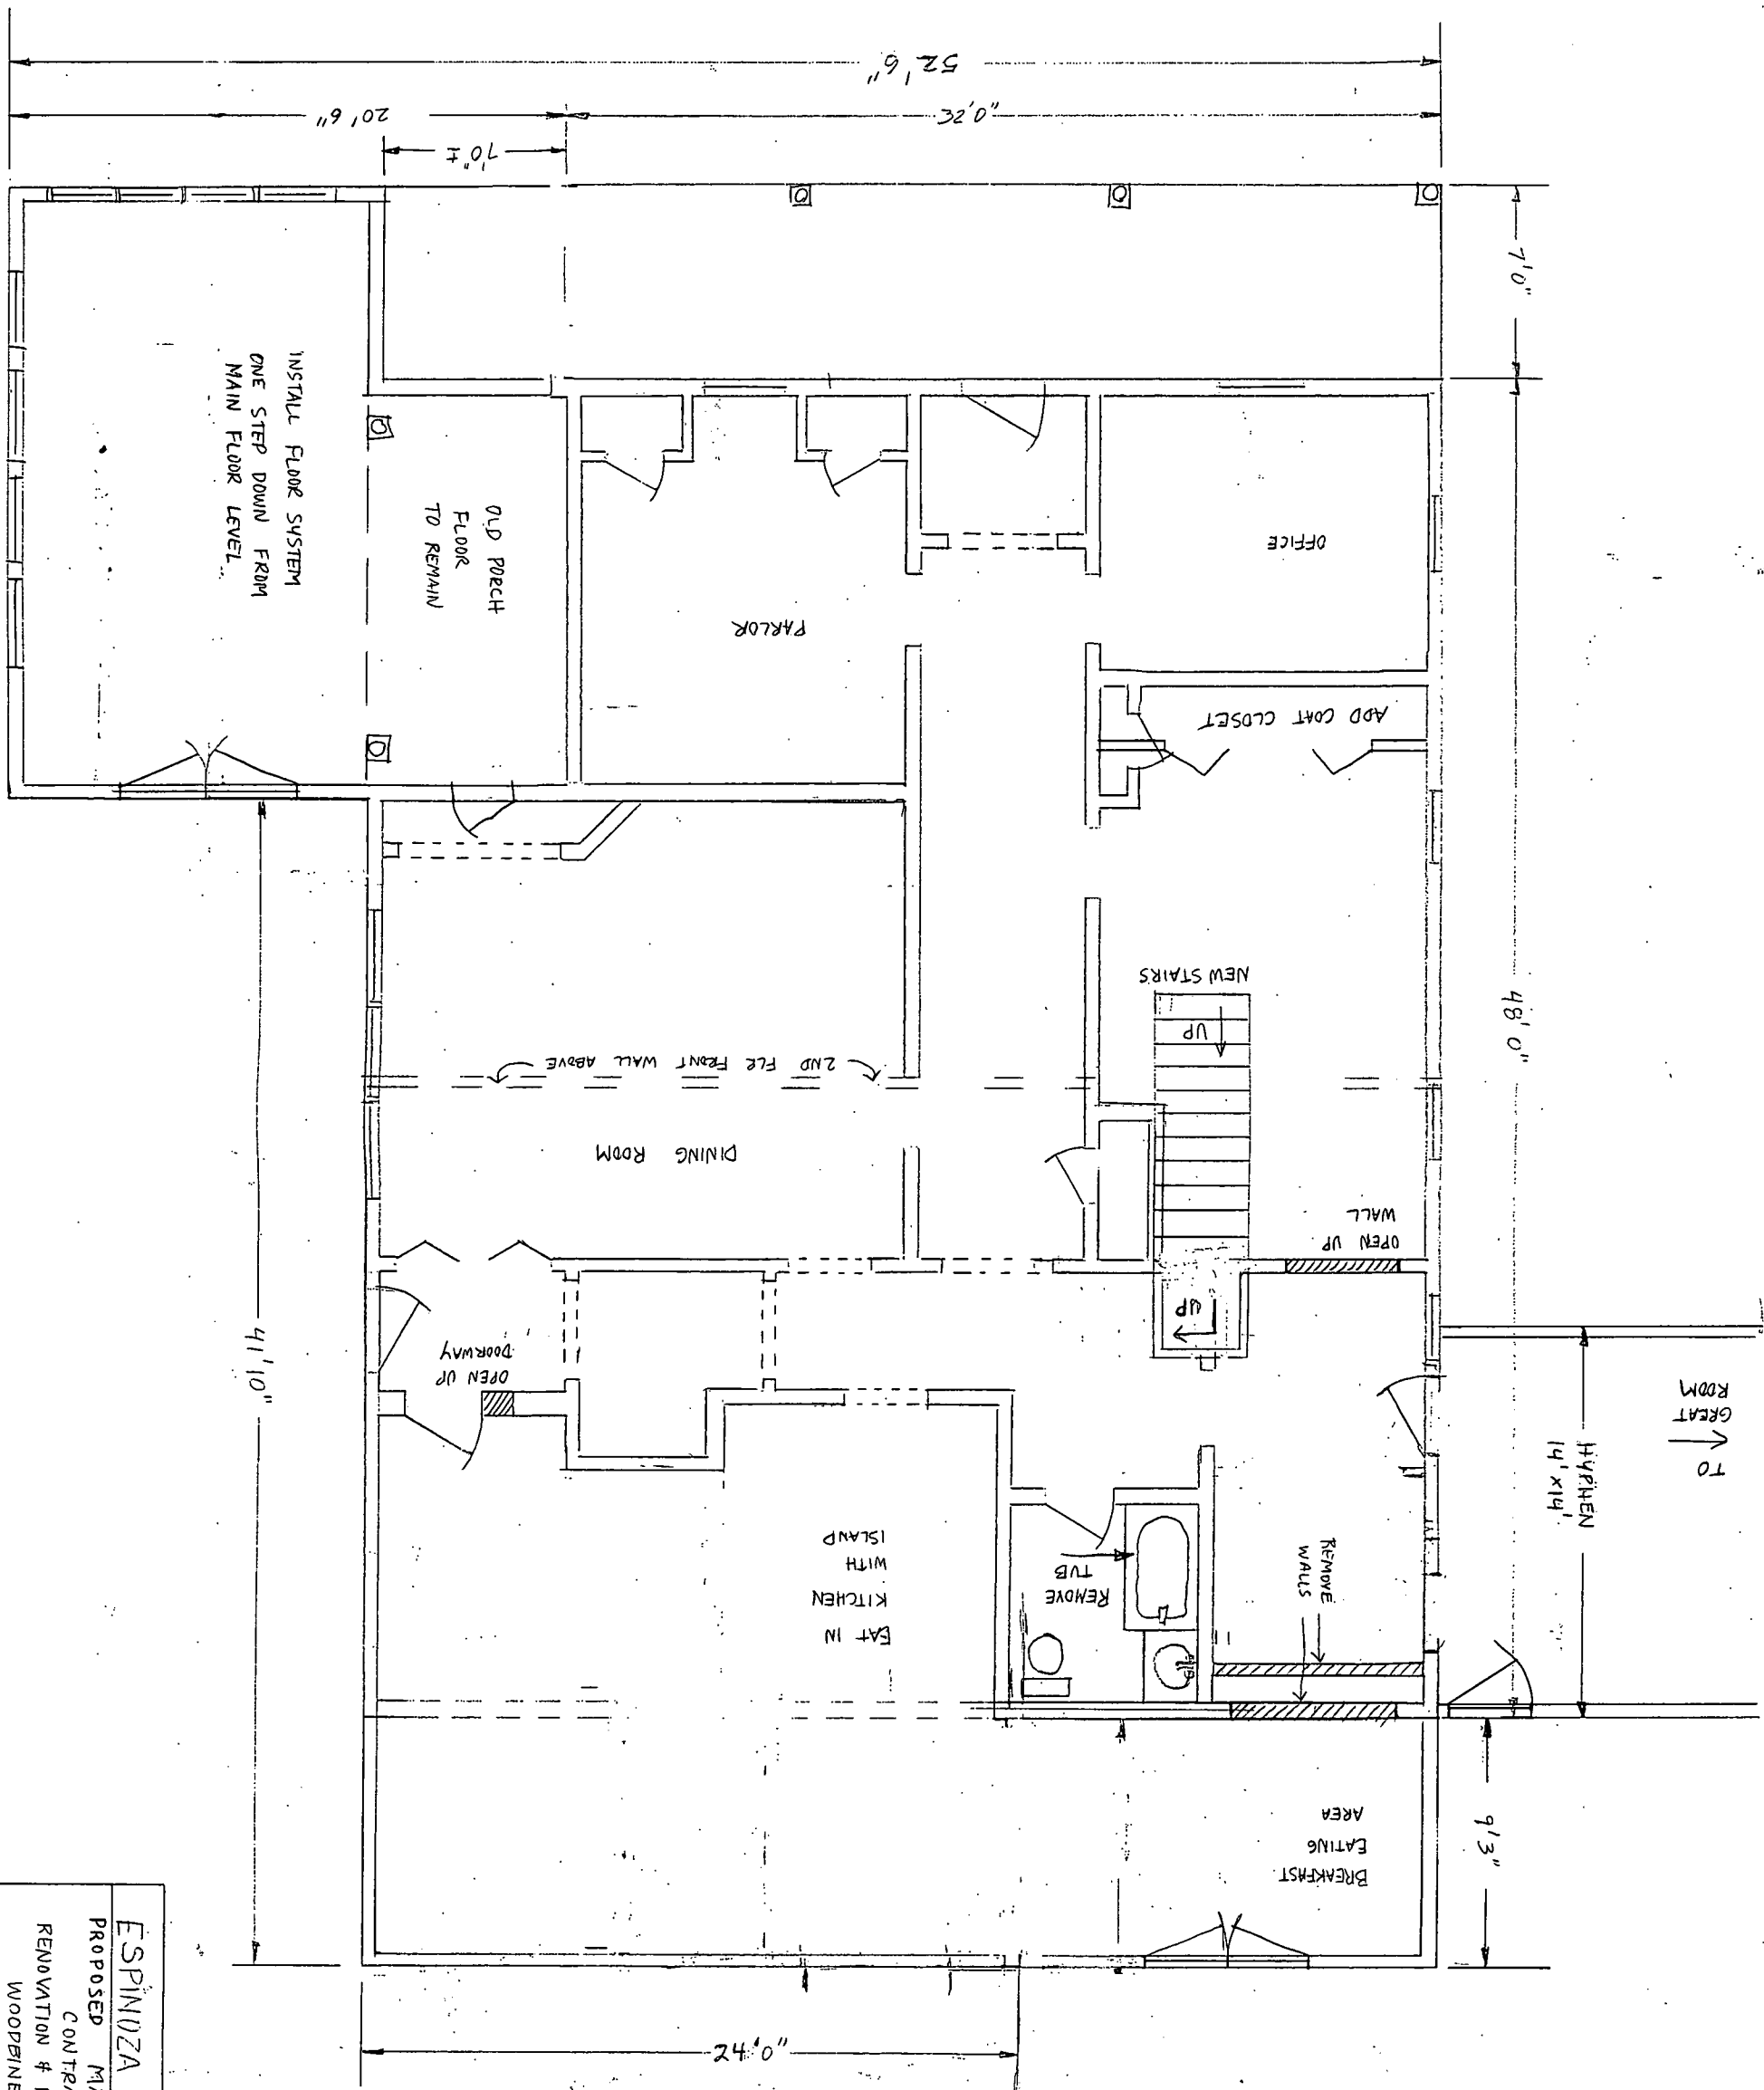 52'6"
20'6"
32'0"
7'0" ±
7'0"
INSTALL FLOOR SYSTEM
ONE STEP DOWN FROM
MAIN FLOOR LEVEL
OLD PORCH
FLOOR
TO REMAIN
PARLOR
OFFICE
ADD COAT CLOSET
48'0"
NEW STAIRS
UP
2ND FLR FRONT WALL ABOVE
DINING ROOM
OPEN UP
WALL
UP
OPEN UP
DOORWAY
41'10"
TO
GREAT
ROOM
HYPHEN
14'x14'
EAT IN
KITCHEN
WITH
ISLAND
REMOVE
TUB
REMOVE
WALLS
BREAKFAST
EATING
AREA
9'3"
24'0"
ESPINOZA
PROPOSED
RENOVATION &
WOODBINE